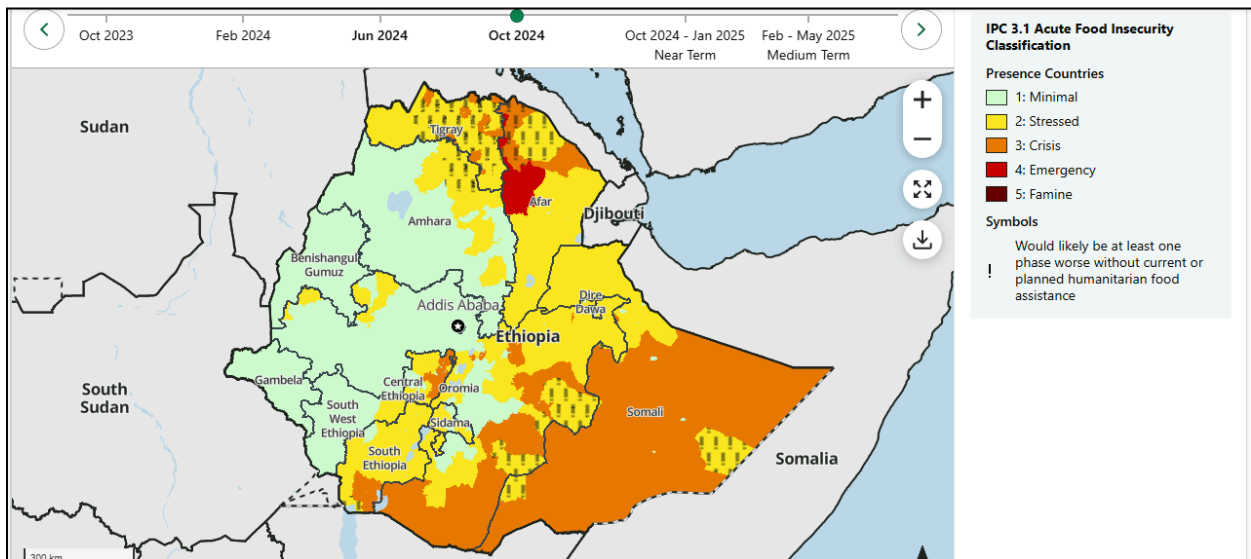 Oct 2023
Feb 2024
Jun 2024
Oct 2024
Oct 2024 - Jan 2025
Near Term
Feb - May 2025
Medium Term
IPC 3.1 Acute Food Insecurity
Classification
Presence Countries
1: Minimal
2: Stressed
3: Crisis
4: Emergency
5: Famine
Symbols
!
Would likely be at least one
phase worse without current or
planned humanitarian food
assistance
Sudan
Tigray
Afar
Djibouti
Amhara
Benishangul
Gumuz
Addis Ababa
Dire
Dawa
Ethiopia
Gambela
Central
Ethiopia
Oromia
South
Sudan
South
West
Ethiopia
Sidama
Somali
South
Ethiopia
Somalia
300 km